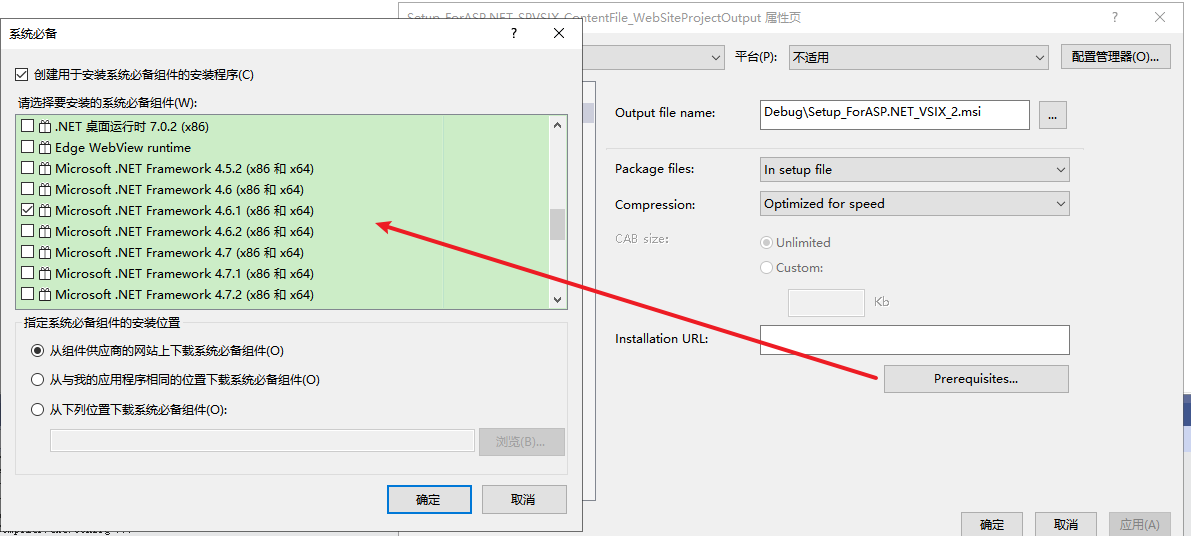 Setup_ForASP.NET_SPVSIX_ContentFile_WebSiteProjectOutput 属性页
?
系统必备
?
平台(P):
不适用
配置管理器(O)...
创建用于安装系统必备组件的安装程序(C)
请选择要安装的系统必备组件(W):
.NET 桌面运行时 7.0.2 (x86)
Edge WebView runtime
Microsoft .NET Framework 4.5.2 (x86 和 x64)
Microsoft .NET Framework 4.6 (x86 和 x64)
Microsoft .NET Framework 4.6.1 (x86 和 x64)
Microsoft .NET Framework 4.6.2 (x86 和 x64)
Microsoft .NET Framework 4.7 (x86 和 x64)
Microsoft .NET Framework 4.7.1 (x86 和 x64)
Microsoft .NET Framework 4.7.2 (x86 和 x64)
指定系统必备组件的安装位置
从组件供应商的网站上下载系统必备组件(O)
从与我的应用程序相同的位置下载系统必备组件(O)
从下列位置下载系统必备组件(O):
浏览(B)...
确定
取消
Output file name:
Debug\Setup_ForASP.NET_VSIX_2.msi
...
Package files:
In setup file
Compression:
Optimized for speed
CAB size:
Unlimited
Custom:
Kb
Installation URL:
Prerequisites...
确定
取消
应用(A)